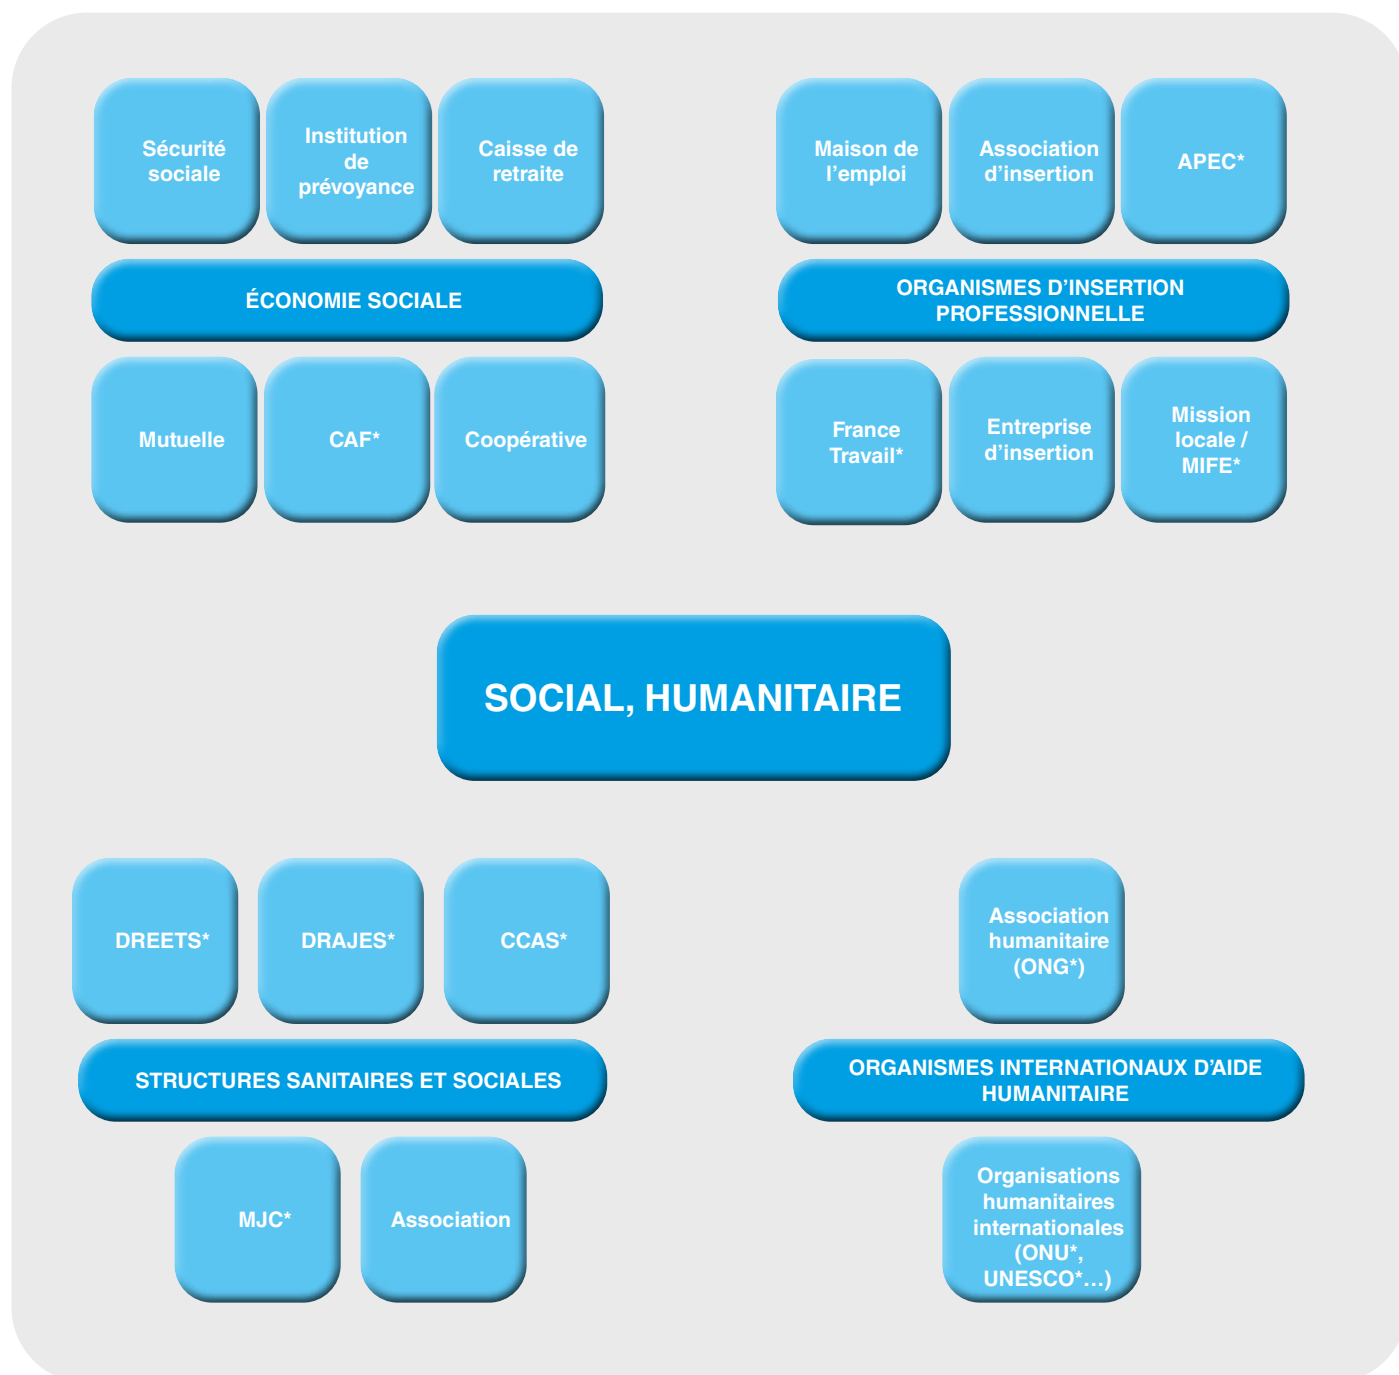 Sécurité
sociale
Institution
de
prévoyance
Caisse de
retraite
ÉCONOMIE SOCIALE
Mutuelle
CAF*
Coopérative
Maison de
l’emploi
Association
d’insertion
APEC*
ORGANISMES D’INSERTION
PROFESSIONNELLE
France
Travail*
Entreprise
d’insertion
Mission
locale /
MIFE*
SOCIAL, HUMANITAIRE
DREETS*
DRAJES*
CCAS*
STRUCTURES SANITAIRES ET SOCIALES
MJC*
Association
Association
humanitaire
(ONG*)
ORGANISMES INTERNATIONAUX D’AIDE
HUMANITAIRE
Organisations
humanitaires
internationales
(ONU*,
UNESCO*…)